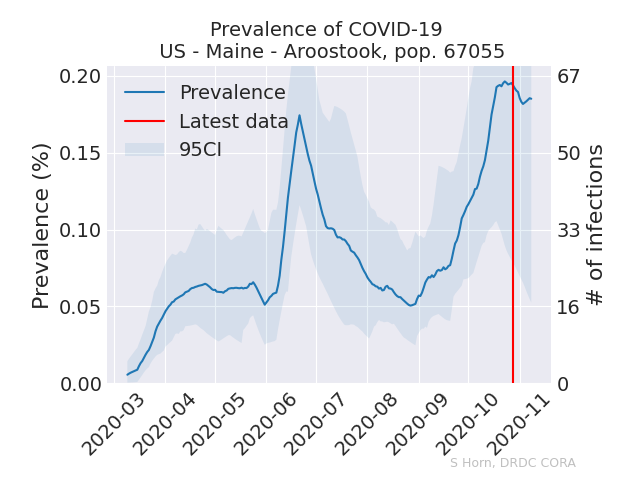 Prevalence of COVID-19
US - Maine - Aroostook, pop. 67055
Prevalence
Latest data
95CI
Prevalence (%)
0.20
0.15
0.10
0.05
0.00
# of infections
67
50
33
16
0
2020-03
2020-04
2020-05
2020-06
2020-07
2020-08
2020-09
2020-10
2020-11
S Horn, DRDC CORA